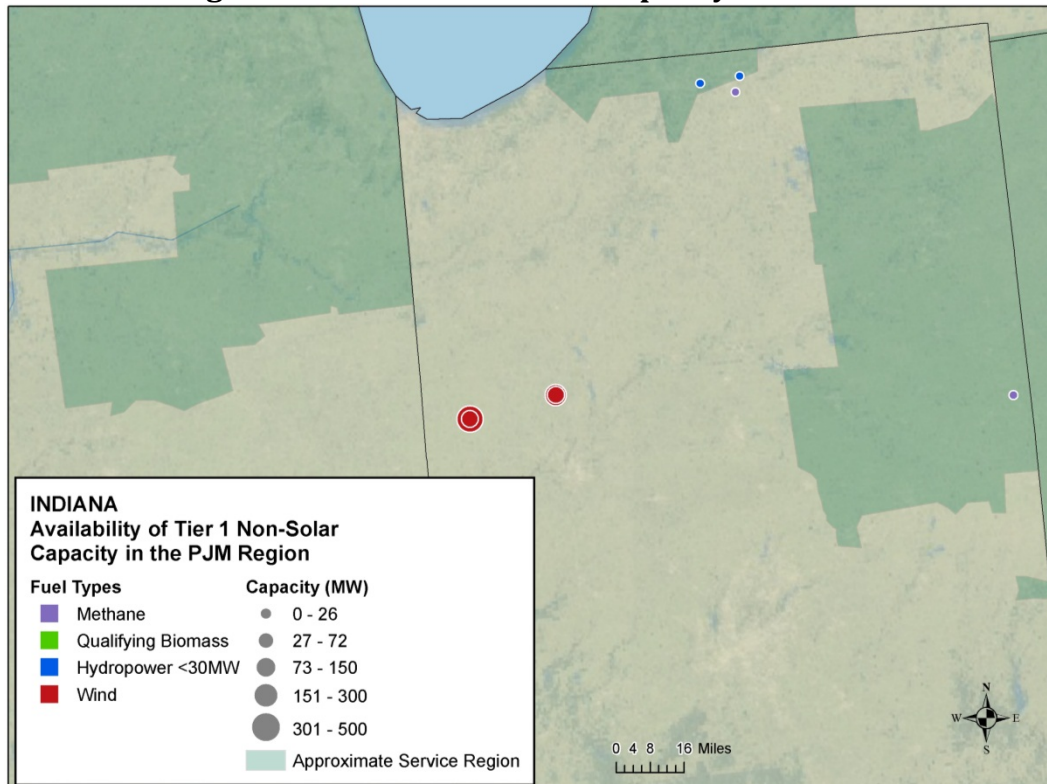 INDIANA
Availability of Tier 1 Non-Solar
Capacity in the PJM Region
Fuel Types
Methane
Qualifying Biomass
Hydropower <30MW
Wind
Capacity (MW)
0 - 26
27 - 72
73 - 150
151 - 300
301 - 500
Approximate Service Region
0 4 8 16 Miles
N
W E
S